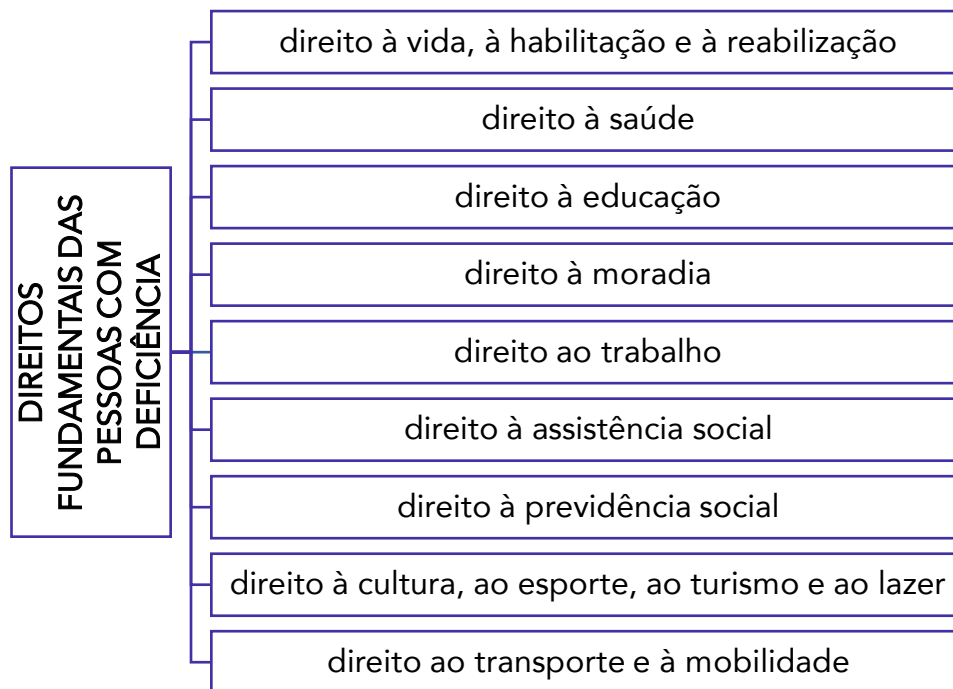 DIREITOS
FUNDAMENTAIS DAS
PESSOAS COM
DEFICIÊNCIA
direito à vida, à habilitação e à reabilização
direito à saúde
direito à educação
direito à moradia
direito ao trabalho
direito à assistência social
direito à previdência social
direito à cultura, ao esporte, ao turismo e ao lazer
direito ao transporte e à mobilidade